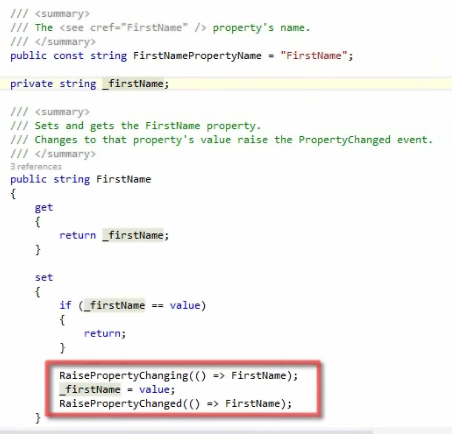 /// <summary>
/// The <see cref="FirstName" /> property's name.
/// </summary>
public const string FirstNamePropertyName = "FirstName";
private string _firstName;
/// <summary>
/// Sets and gets the FirstName property.
/// Changes to that property's value raise the PropertyChanged event.
/// </summary>
3 references
public string FirstName
{
get
{
return _firstName;
}
set
{
if (_firstName == value)
{
return;
}
RaisePropertyChanging(() => FirstName);
_firstName = value;
RaisePropertyChanged(() => FirstName);
}